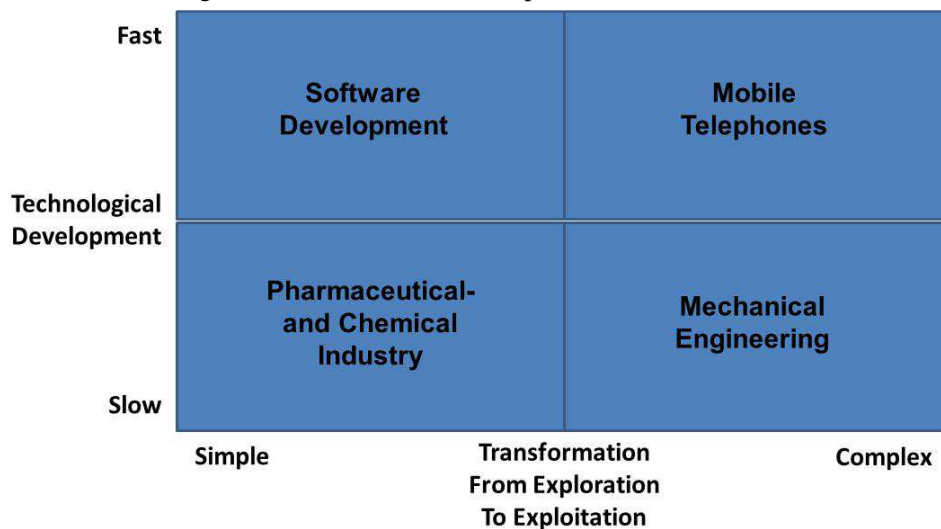 Fast
Software
Development
Mobile
Telephones
Technological
Development
Pharmaceutical-
and Chemical
Industry
Mechanical
Engineering
Slow
Simple
Transformation
From Exploration
To Exploitation
Complex